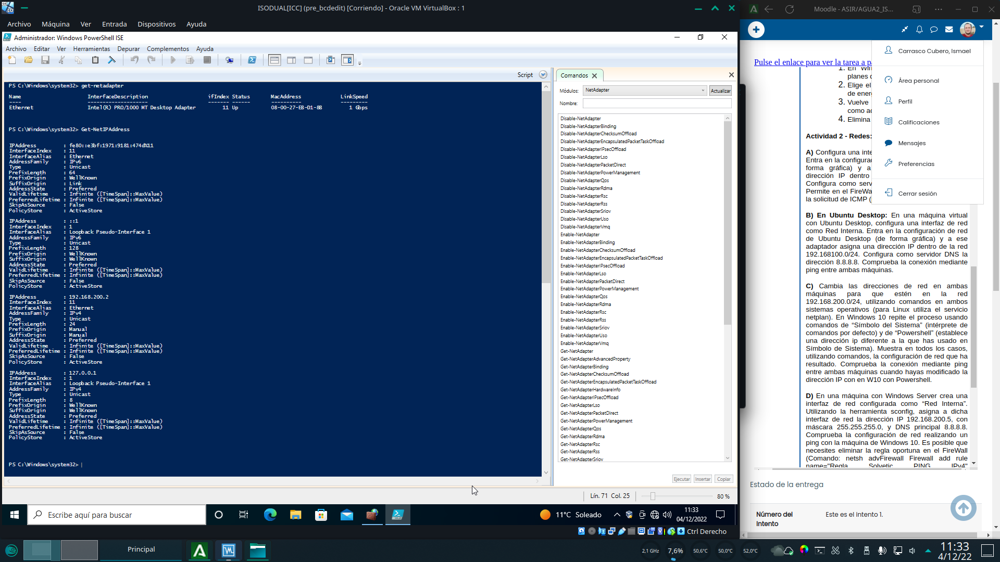 ISODUAL[ICC] (pre_bcdedit) [Corriendo] - Oracle VM VirtualBox : 1
Archivo Máquina Ver Entrada Dispositivos Ayuda
Administrador: Windows PowerShell ISE
Archivo Editar Ver Herramientas Depurar Complementos Ayuda
Script
PS C:\Windows\system32> get-netadapter
Name InterfaceDescription ifIndex Status MacAddress LinkSpeed
---- -------------------- ------- ------ ---------- ---------
Ethernet Intel(R) PRO/1000 MT Desktop Adapter 11 Up 08-00-27-EB-D1-8B 1 Gbps
PS C:\Windows\system32> Get-NetIPAddress
IPAddress : fe80::e3bf:1971:9181:474d%11
InterfaceIndex : 11
InterfaceAlias : Ethernet
AddressFamily : IPv6
Type : Unicast
PrefixLength : 64
PrefixOrigin : WellKnown
SuffixOrigin : Link
AddressState : Preferred
ValidLifetime : Infinite ([TimeSpan]::MaxValue)
PreferredLifetime : Infinite ([TimeSpan]::MaxValue)
SkipAsSource : False
PolicyStore : ActiveStore
IPAddress : ::1
InterfaceIndex : 1
InterfaceAlias : Loopback Pseudo-Interface 1
AddressFamily : IPv6
Type : Unicast
PrefixLength : 128
PrefixOrigin : WellKnown
SuffixOrigin : WellKnown
AddressState : Preferred
ValidLifetime : Infinite ([TimeSpan]::MaxValue)
PreferredLifetime : Infinite ([TimeSpan]::MaxValue)
SkipAsSource : False
PolicyStore : ActiveStore
IPAddress : 192.168.200.2
InterfaceIndex : 11
InterfaceAlias : Ethernet
AddressFamily : IPv4
Type : Unicast
PrefixLength : 24
PrefixOrigin : Manual
SuffixOrigin : Manual
AddressState : Preferred
ValidLifetime : Infinite ([TimeSpan]::MaxValue)
PreferredLifetime : Infinite ([TimeSpan]::MaxValue)
SkipAsSource : False
PolicyStore : ActiveStore
IPAddress : 127.0.0.1
InterfaceIndex : 1
InterfaceAlias : Loopback Pseudo-Interface 1
AddressFamily : IPv4
Type : Unicast
PrefixLength : 8
PrefixOrigin : WellKnown
SuffixOrigin : WellKnown
AddressState : Preferred
ValidLifetime : Infinite ([TimeSpan]::MaxValue)
PreferredLifetime : Infinite ([TimeSpan]::MaxValue)
SkipAsSource : False
PolicyStore : ActiveStore
PS C:\Windows\system32>
Comandos
Módulos: NetAdapter Actualizar
Nombre:
Disable-NetAdapter
Disable-NetAdapterBinding
Disable-NetAdapterChecksumOffload
Disable-NetAdapterEncapsulatedPacketTaskOffload
Disable-NetAdapterIPsecOffload
Disable-NetAdapterLso
Disable-NetAdapterPacketDirect
Disable-NetAdapterPowerManagement
Disable-NetAdapterQos
Disable-NetAdapterRdma
Disable-NetAdapterRsc
Disable-NetAdapterRss
Disable-NetAdapterSriov
Disable-NetAdapterUso
Disable-NetAdapterVmq
Enable-NetAdapter
Enable-NetAdapterBinding
Enable-NetAdapterChecksumOffload
Enable-NetAdapterEncapsulatedPacketTaskOffload
Enable-NetAdapterIPsecOffload
Enable-NetAdapterLso
Enable-NetAdapterPacketDirect
Enable-NetAdapterPowerManagement
Enable-NetAdapterQos
Enable-NetAdapterRdma
Enable-NetAdapterRsc
Enable-NetAdapterRss
Enable-NetAdapterSriov
Enable-NetAdapterUso
Enable-NetAdapterVmq
Get-NetAdapter
Get-NetAdapterAdvancedProperty
Get-NetAdapterBinding
Get-NetAdapterChecksumOffload
Get-NetAdapterEncapsulatedPacketTaskOffload
Get-NetAdapterHardwareInfo
Get-NetAdapterIPsecOffload
Get-NetAdapterLso
Get-NetAdapterPacketDirect
Get-NetAdapterPowerManagement
Get-NetAdapterQos
Get-NetAdapterRdma
Get-NetAdapterRsc
Get-NetAdapterRss
Get-NetAdapterSriov
Ejecutar Insertar Copiar
Lín. 71 Col. 25 80 %
Escribe aquí para buscar
11°C Soleado
11:33
04/12/2022
Ctrl Derecho
Moodle - ASIR/AGUA2_IS...
Carrasco Cubero, Ismael
Área personal
Perfil
Calificaciones
Mensajes
Preferencias
Cerrar sesión
Pulse el enlace para ver la tarea a p
1. En Win
planes d
2. Elige el
de energ
3. Vuelve
como ac
4. Elimina
Actividad 2 - Redes:
A) Configura una inte
Entra en la configurac
forma gráfica) y a
dirección IP dentro
Configura como serv
Permite en el FireWa
la solicitud de ICMP (
B) En Ubuntu Desktop: En una máquina virtual
con Ubuntu Desktop, configura una interfaz de red
como Red Interna. Entra en la configuración de red
de Ubuntu Desktop (de forma gráfica) y a ese
adaptador asigna una dirección IP dentro de la red
192.168100.0/24. Configura como servidor DNS la
dirección 8.8.8.8. Comprueba la conexión mediante
ping entre ambas máquinas.
C) Cambia las direcciones de red en ambas
máquinas para que estén en la red
192.168.200.0/24, utilizando comandos en ambos
sistemas operativos (para Linux utiliza el servicio
netplan). En Windows 10 repite el proceso usando
comandos de “Símbolo del Sistema” (intérprete de
comandos por defecto) y de “Powershell” (establece
una dirección ip diferente a la que has usado en
Símbolo de Sistema). Muestra en todos los casos,
utilizando comandos, la configuración de red que ha
resultado. Comprueba la conexión mediante ping
entre ambas máquinas cuando hayas modificado la
dirección IP con en W10 con Powershell.
D) En una máquina con Windows Server crea una
interfaz de red configurada como “Red Interna”.
Utilizando la herramienta sconfig, asigna a dicha
interfaz de red la dirección IP 192.168.200.5, con
máscara 255.255.255.0, y DNS principal 8.8.8.8.
Comprueba la configuración de red realizando un
ping con la máquina de Windows 10. Es posible que
necesites eliminar la regla oportuna en el FireWall
(Comando: netsh advFirewall Firewall add rule
name="Regla Solvetic PING IPv4"
Estado de la entrega
Número del Intento
Este es el intento 1.
Principal
2,1 GHz 7,6% 50,6°C 50,0°C 52,0°C
11:33
4/12/22